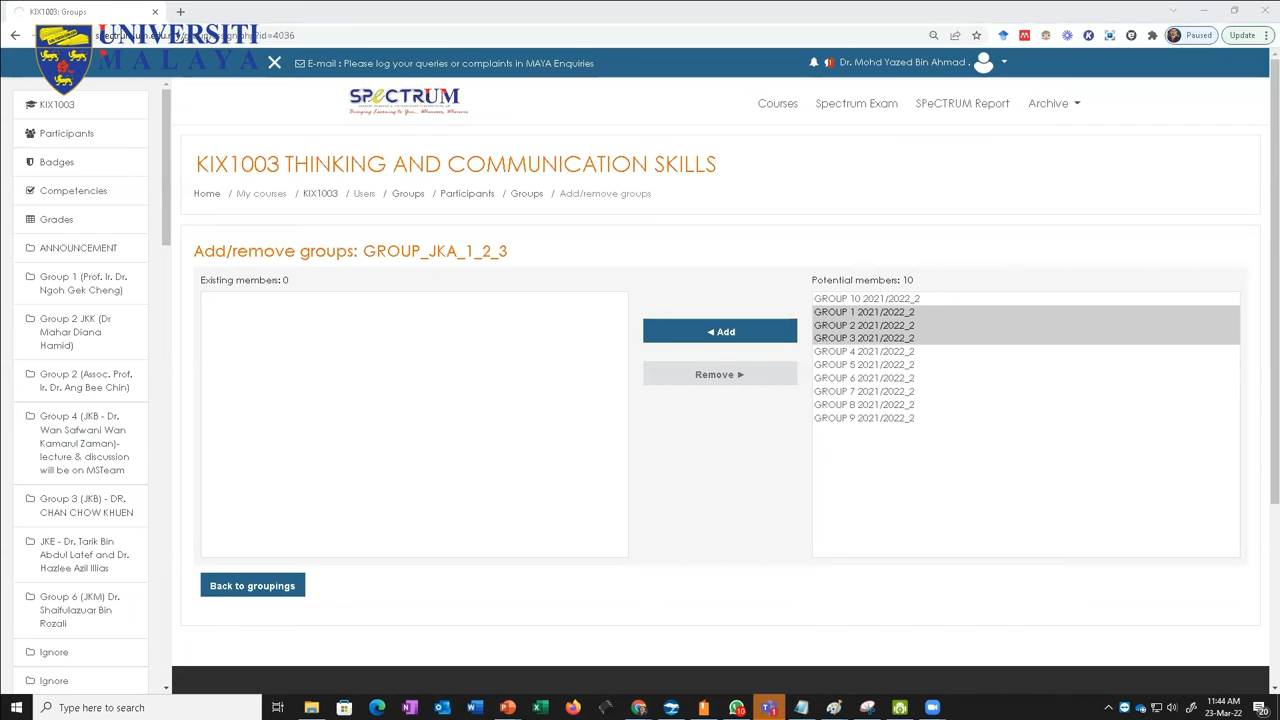 KIX1003: Groups
UNIVERSITI
MALAYA
id=4036
Paused
Update
E-mail : Please log your queries or complaints in MAYA Enquiries
Dr. Mohd Yazed Bin Ahmad .
KIX1003
Participants
Badges
Competencies
Grades
ANNOUNCEMENT
Group 1 (Prof. Ir. Dr.
Ngoh Gek Cheng)
Group 2 JKK (Dr
Mahar Diana
Hamid)
Group 2 (Assoc. Prof.
Ir. Dr. Ang Bee Chin)
Group 4 (JKB - Dr.
Wan Safwani Wan
Kamarul Zaman)-
lecture & discussion
will be on MSTeam
Group 3 (JKB) - DR.
CHAN CHOW KHUEN
JKE - Dr. Tarik Bin
Abdul Latef and Dr.
Hazlee Azil Illias
Group 6 (JKM) Dr.
Shaifulazuar Bin
Rozali
Ignore
Ignore
SPeCTRUM
Courses
Spectrum Exam
SPeCTRUM Report
Archive
KIX1003 THINKING AND COMMUNICATION SKILLS
Home / My courses / KIX1003 / Users / Groups / Participants / Groups / Add/remove groups
Add/remove groups: GROUP_JKA_1_2_3
Existing members: 0
◄ Add
Remove ►
Potential members: 10
GROUP 10 2021/2022_2
GROUP 1 2021/2022_2
GROUP 2 2021/2022_2
GROUP 3 2021/2022_2
GROUP 4 2021/2022_2
GROUP 5 2021/2022_2
GROUP 6 2021/2022_2
GROUP 7 2021/2022_2
GROUP 8 2021/2022_2
GROUP 9 2021/2022_2
Back to groupings
Type here to search
11:44 AM
23-Mar-22
20